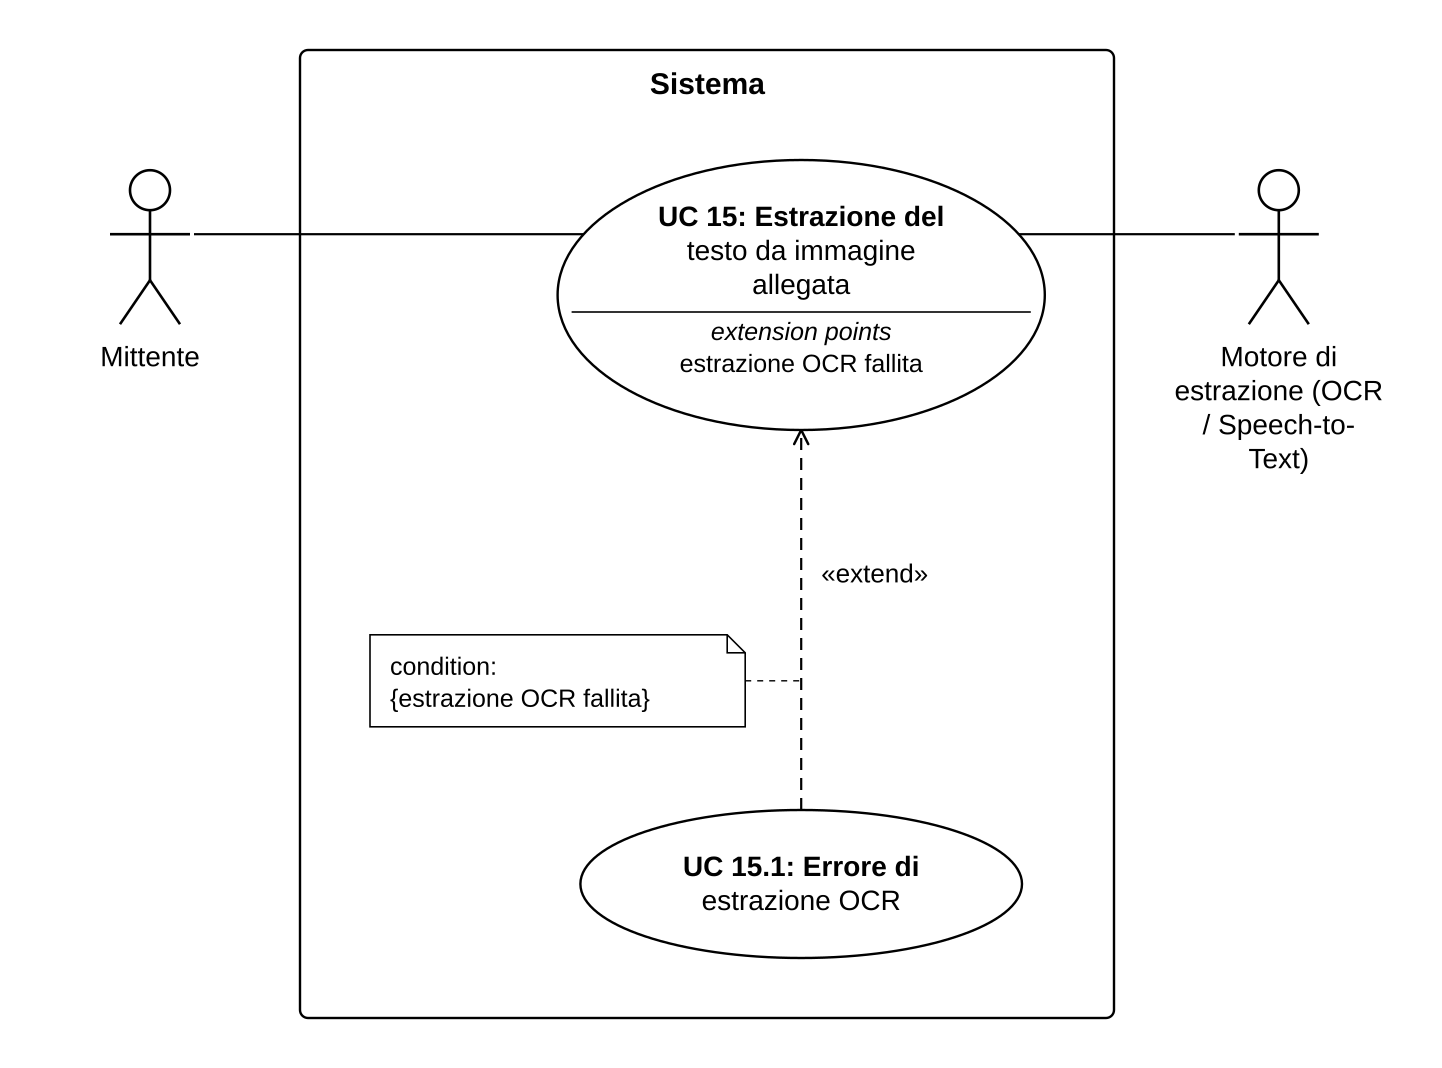 Sistema
UC 15: Estrazione del
testo da immagine
allegata
extension points
estrazione OCR fallita
Mittente
Motore di
estrazione (OCR
/ Speech-to-
Text)
«extend»
condition:
{estrazione OCR fallita}
UC 15.1: Errore di
estrazione OCR